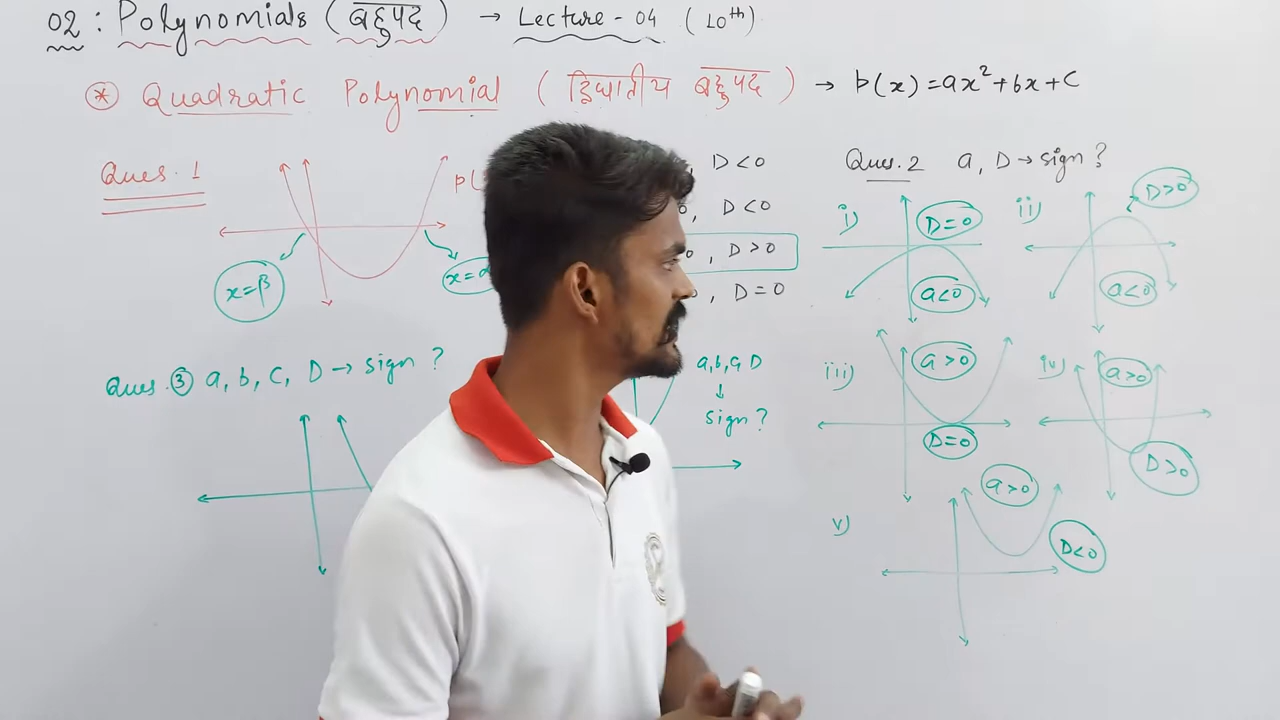 02 : Polynomials ( बहुपद ) → Lecture - 04 ( 10th )
* Quadratic Polynomial ( द्विघातीय बहुपद ) → p(x) = ax² + bx + c
Ques. 1
p(
x=β
x=α
D<0
, D<0
, D>0
, D=0
Ques. 2 a, D → sign ?
i) D=0
a<0
ii) D>0
a<0
iii) a>0
D=0
iv) a>0
D>0
v) a>0
D<0
Ques. 3 a, b, c, D → sign ?
a,b,c, D
↓
sign ?